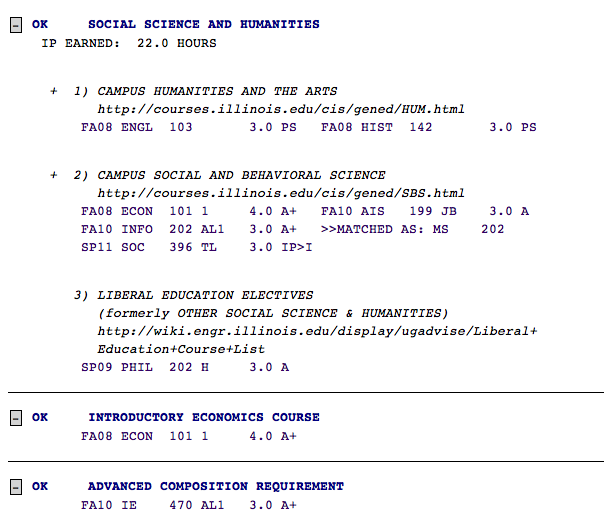 - OK SOCIAL SCIENCE AND HUMANITIES
IP EARNED: 22.0 HOURS
+ 1) CAMPUS HUMANITIES AND THE ARTS
http://courses.illinois.edu/cis/gened/HUM.html
FA08 ENGL 103 3.0 PS FA08 HIST 142 3.0 PS
+ 2) CAMPUS SOCIAL AND BEHAVIORAL SCIENCE
http://courses.illinois.edu/cis/gened/SBS.html
FA08 ECON 101 1 4.0 A+ FA10 AIS 199 JB 3.0 A
FA10 INFO 202 AL1 3.0 A+ >>MATCHED AS: MS 202
SP11 SOC 396 TL 3.0 IP>I
3) LIBERAL EDUCATION ELECTIVES
(formerly OTHER SOCIAL SCIENCE & HUMANITIES)
http://wiki.engr.illinois.edu/display/ugadvise/Liberal+
Education+Course+List
SP09 PHIL 202 H 3.0 A
- OK INTRODUCTORY ECONOMICS COURSE
FA08 ECON 101 1 4.0 A+
- OK ADVANCED COMPOSITION REQUIREMENT
FA10 IE 470 AL1 3.0 A+